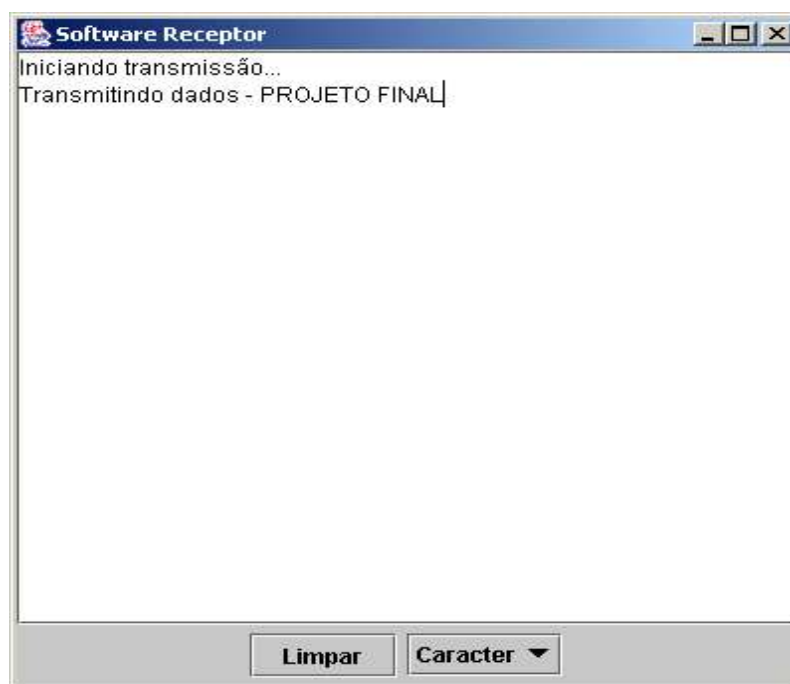 Software Receptor
Iniciando transmissão...
Transmitindo dados - PROJETO FINAL
Limpar
Caracter